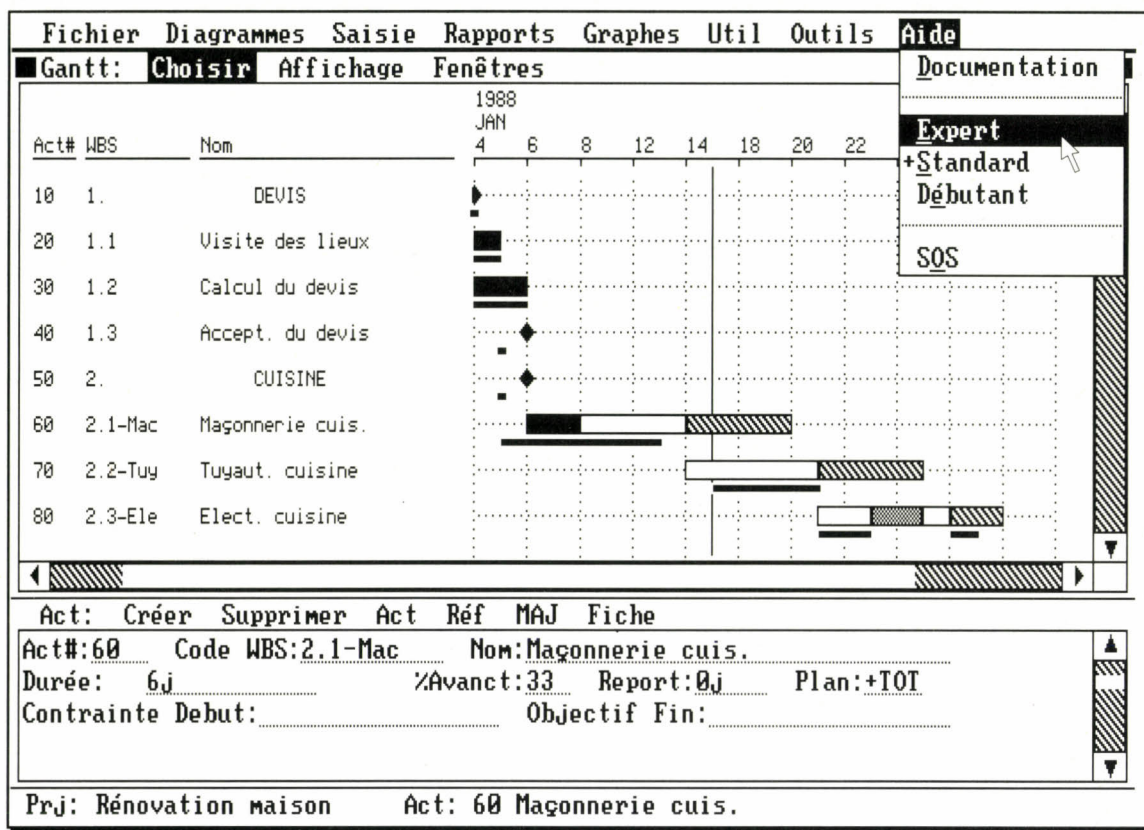 Fichier Diagrammes Saisie Rapports Graphes Util Outils Aide
Gantt: Choisir Affichage Fenêtres
Documentation
Expert
+Standard
Débutant
SOS
1988
JAN
Act# WBS Nom 4 6 8 12 14 18 20 22
10 1. DEVIS
20 1.1 Visite des lieux
30 1.2 Calcul du devis
40 1.3 Accept. du devis
50 2. CUISINE
60 2.1-Mac Maçonnerie cuis.
70 2.2-Tuy Tuyaut. cuisine
80 2.3-Ele Elect. cuisine
Act: Créer Supprimer Act Réf MAJ Fiche
Act#:60 Code WBS:2.1-Mac Nom:Maçonnerie cuis.
Durée: 6j %Avanct:33 Report:0j Plan:+TOT
Contrainte Debut: Objectif Fin:
Prj: Rénovation maison Act: 60 Maçonnerie cuis.